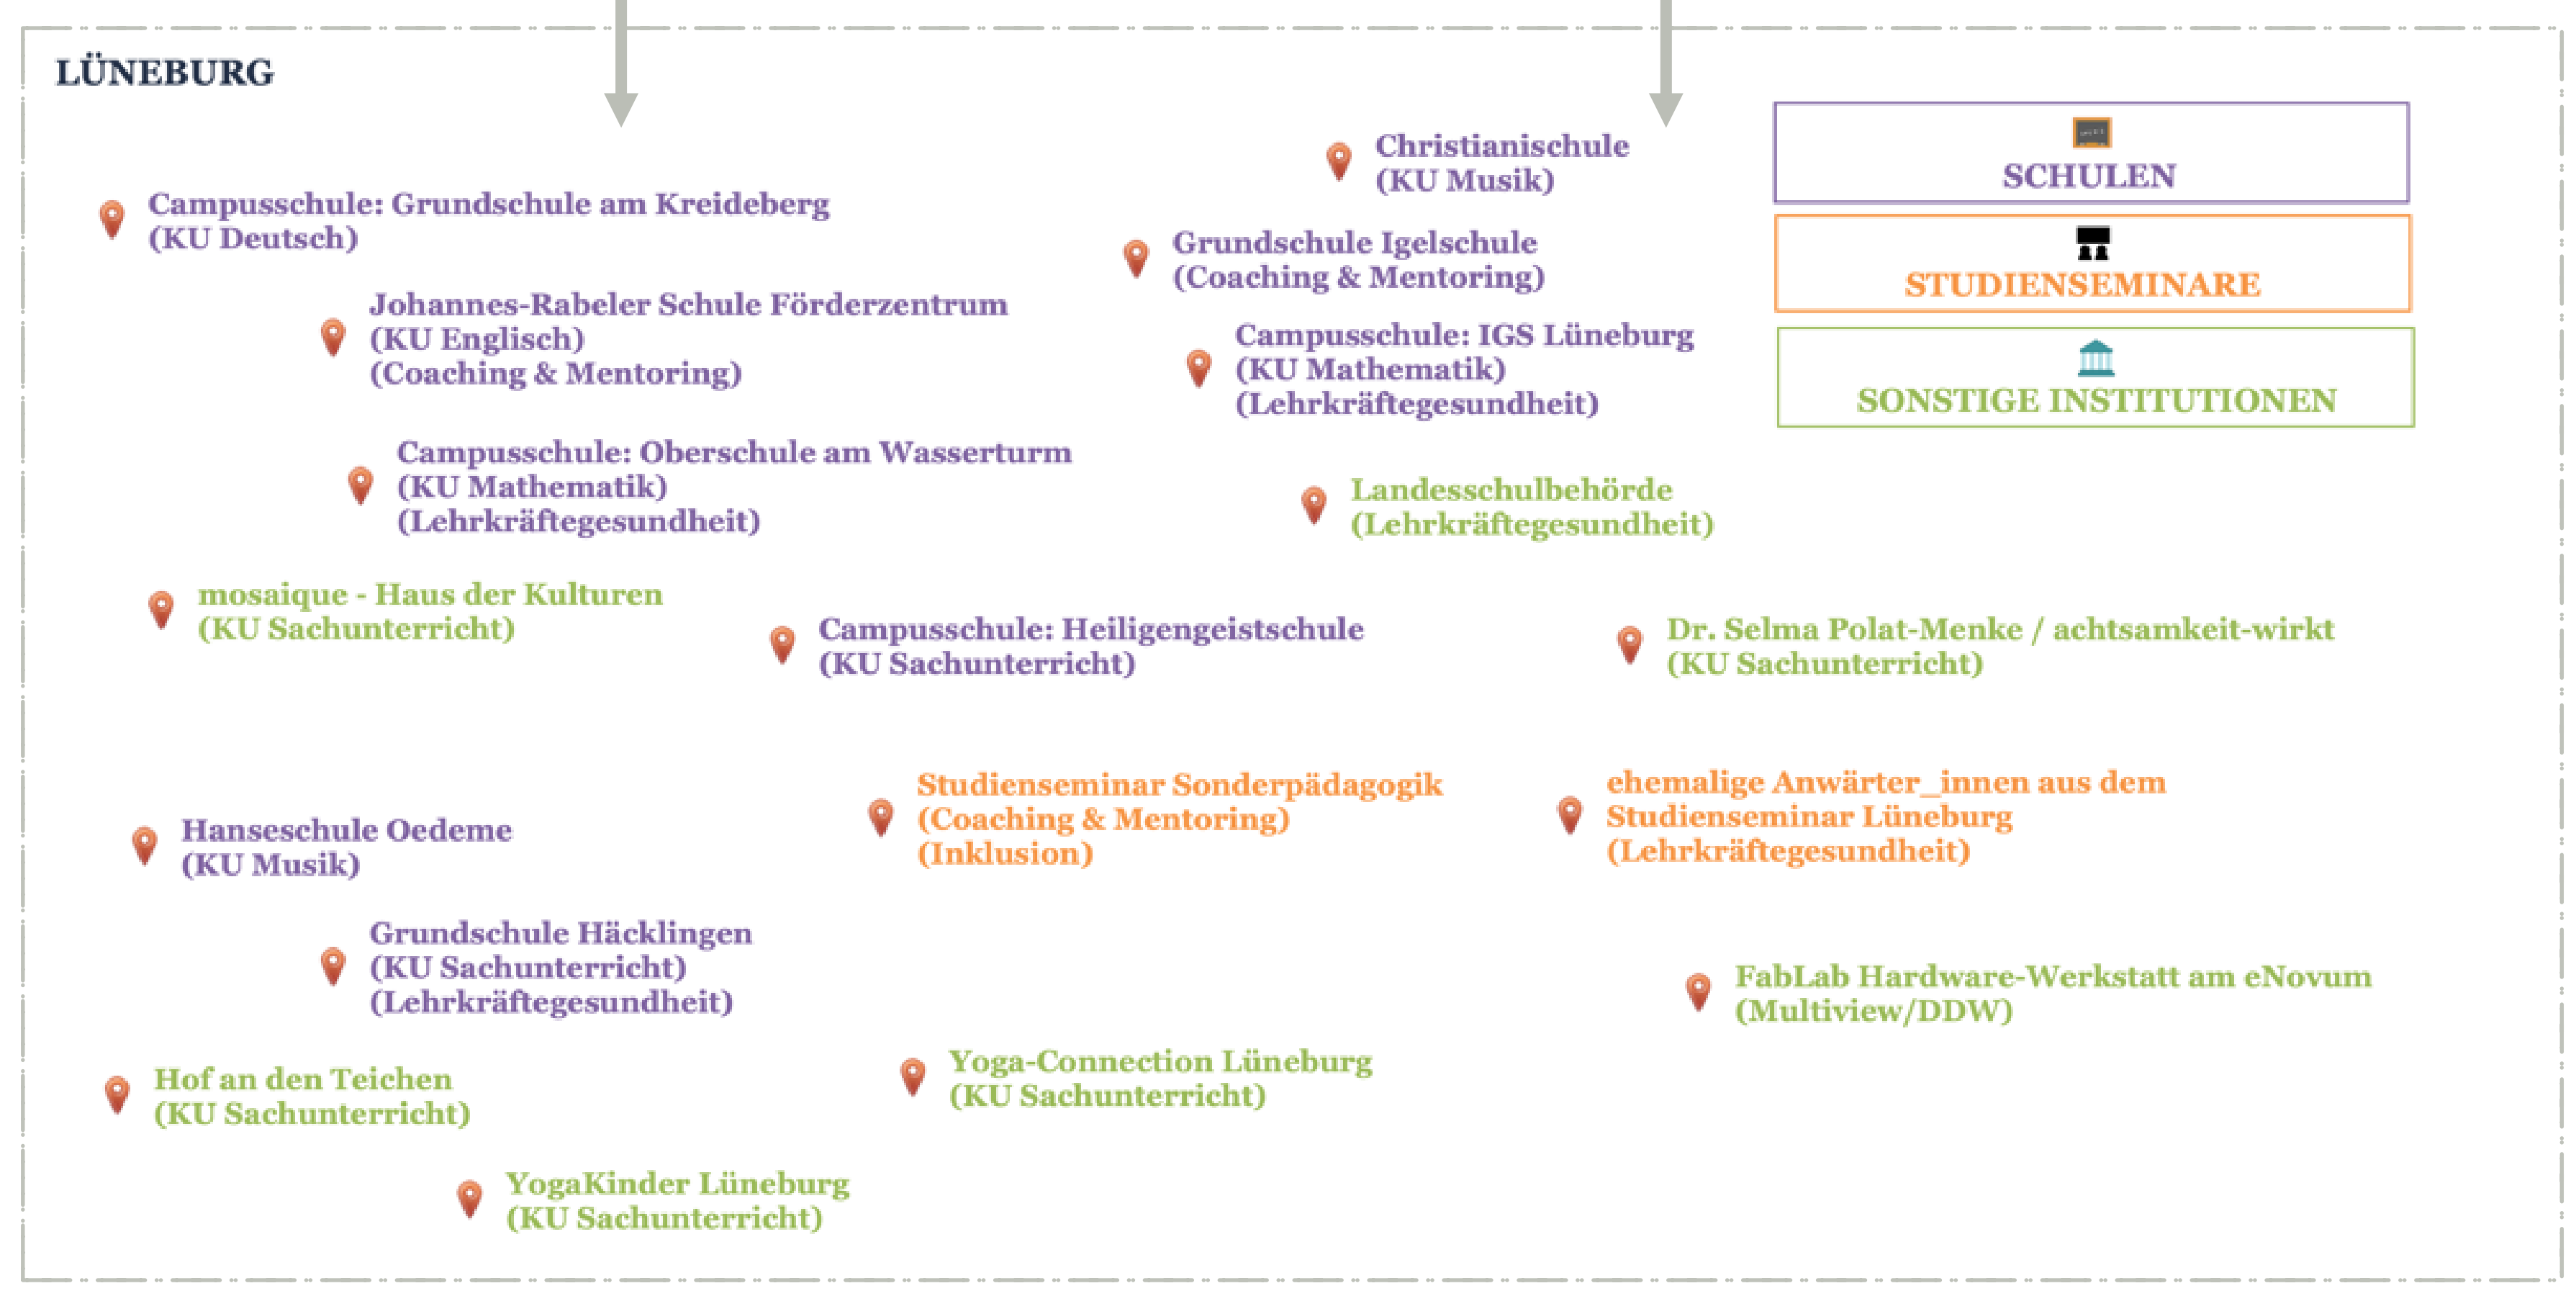 LÜNEBURG
Christianischule
(KU Musik)
SCHULEN
Campusschule: Grundschule am Kreideberg
(KU Deutsch)
Grundschule Igelschule
(Coaching & Mentoring)
STUDIENSEMINARE
Johannes-Rabeler Schule Förderzentrum
(KU Englisch)
(Coaching & Mentoring)
Campusschule: IGS Lüneburg
(KU Mathematik)
(Lehrkräftegesundheit)
SONSTIGE INSTITUTIONEN
Campusschule: Oberschule am Wasserturm
(KU Mathematik)
(Lehrkräftegesundheit)
Landesschulbehörde
(Lehrkräftegesundheit)
mosaique - Haus der Kulturen
(KU Sachunterricht)
Campusschule: Heiligengeistschule
(KU Sachunterricht)
Dr. Selma Polat-Menke / achtsamkeit-wirkt
(KU Sachunterricht)
Hanseschule Oedeme
(KU Musik)
Studienseminar Sonderpädagogik
(Coaching & Mentoring)
(Inklusion)
ehemalige Anwärter_innen aus dem
Studienseminar Lüneburg
(Lehrkräftegesundheit)
Grundschule Häcklingen
(KU Sachunterricht)
(Lehrkräftegesundheit)
FabLab Hardware-Werkstatt am eNovum
(Multiview/DDW)
Hof an den Teichen
(KU Sachunterricht)
Yoga-Connection Lüneburg
(KU Sachunterricht)
YogaKinder Lüneburg
(KU Sachunterricht)